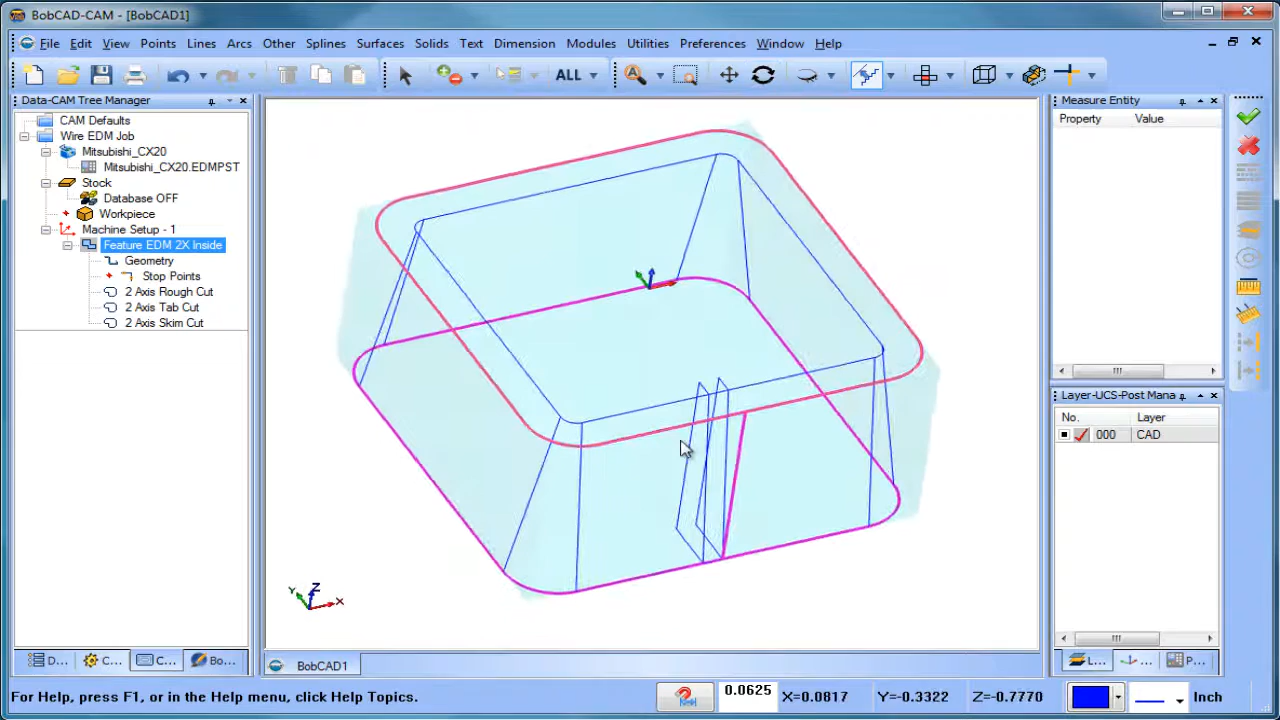 BobCAD-CAM - [BobCAD1]
File Edit View Points Lines Arcs Other Splines Surfaces Solids Text Dimension Modules Utilities Preferences Window Help
ALL
Data-CAM Tree Manager
CAM Defaults
Wire EDM Job
Mitsubishi_CX20
Mitsubishi_CX20.EDMPST
Stock
Database OFF
Workpiece
Machine Setup - 1
Feature EDM 2X Inside
Geometry
Stop Points
2 Axis Rough Cut
2 Axis Tab Cut
2 Axis Skim Cut
D... C... C... Bo...
Y Z X
BobCAD1
Measure Entity
Property Value
Layer-UCS-Post Mana
No. Layer
000 CAD
L... ... P...
For Help, press F1, or in the Help menu, click Help Topics.
0.0625 X=0.0817 Y=-0.3322 Z=-0.7770 Inch